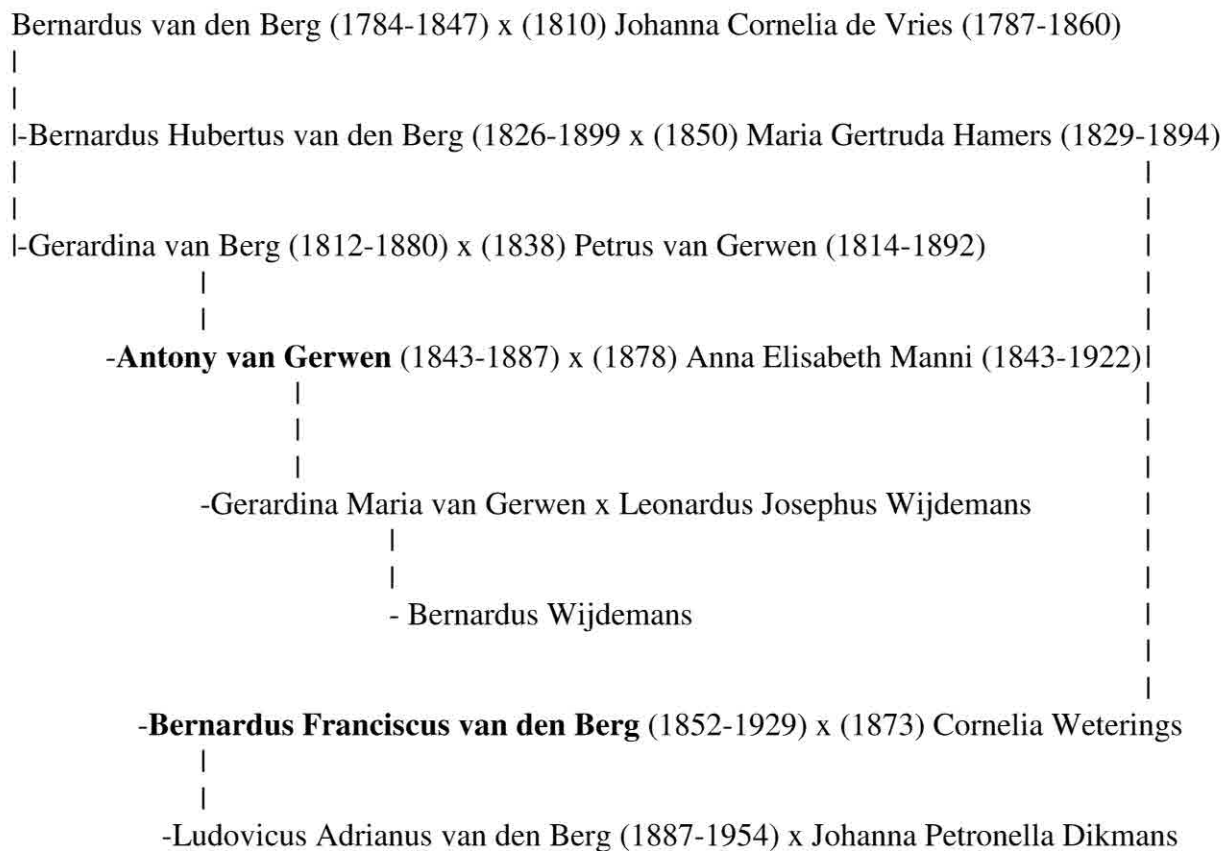 Bernardus van den Berg (1784-1847) x (1810) Johanna Cornelia de Vries (1787-1860)
-Bernardus Hubertus van den Berg (1826-1899 x (1850) Maria Gertruda Hamers (1829-1894)
-Gerardina van Berg (1812-1880) x (1838) Petrus van Gerwen (1814-1892)
-Antony van Gerwen (1843-1887) x (1878) Anna Elisabeth Manni (1843-1922)
-Gerardina Maria van Gerwen x Leonardus Josephus Wijdemans
- Bernardus Wijdemans
-Bernardus Franciscus van den Berg (1852-1929) x (1873) Cornelia Weterings
-Ludovicus Adrianus van den Berg (1887-1954) x Johanna Petronella Dikmans